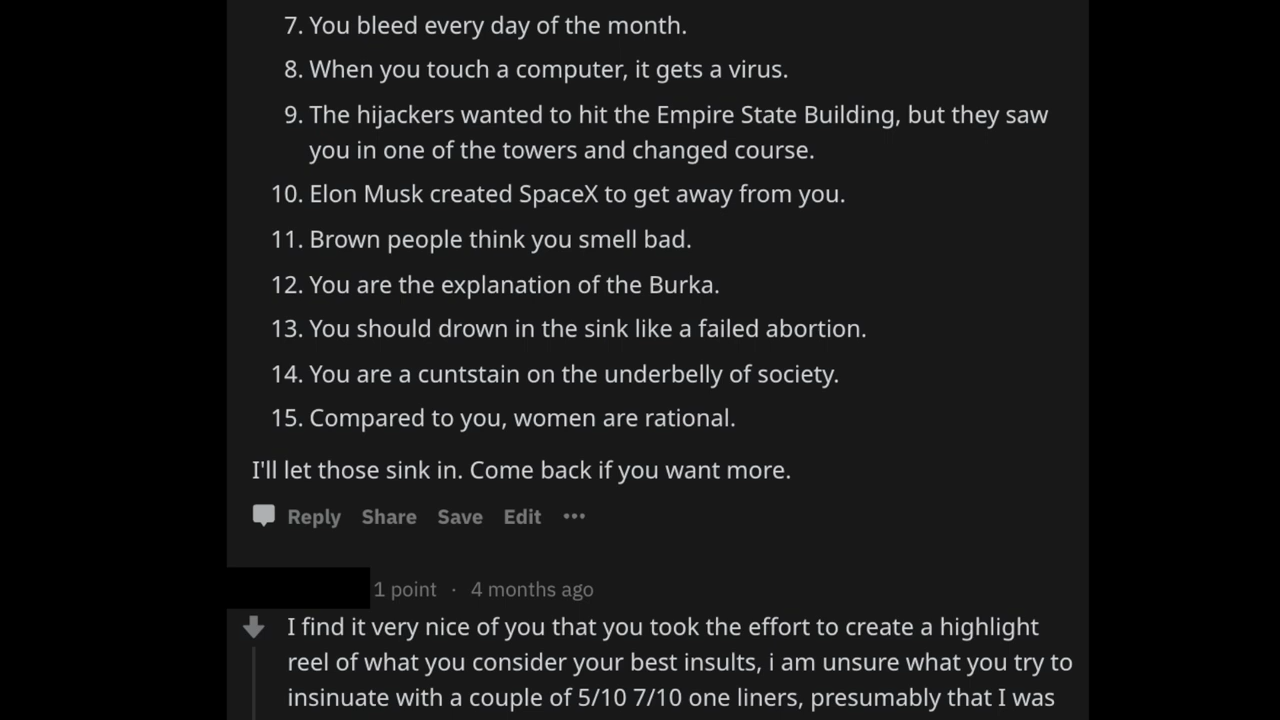 7. You bleed every day of the month.
8. When you touch a computer, it gets a virus.
9. The hijackers wanted to hit the Empire State Building, but they saw
you in one of the towers and changed course.
10. Elon Musk created SpaceX to get away from you.
11. Brown people think you smell bad.
12. You are the explanation of the Burka.
13. You should drown in the sink like a failed abortion.
14. You are a cuntstain on the underbelly of society.
15. Compared to you, women are rational.
I'll let those sink in. Come back if you want more.
Reply Share Save Edit •••
1 point · 4 months ago
I find it very nice of you that you took the effort to create a highlight
reel of what you consider your best insults, i am unsure what you try to
insinuate with a couple of 5/10 7/10 one liners, presumably that I was